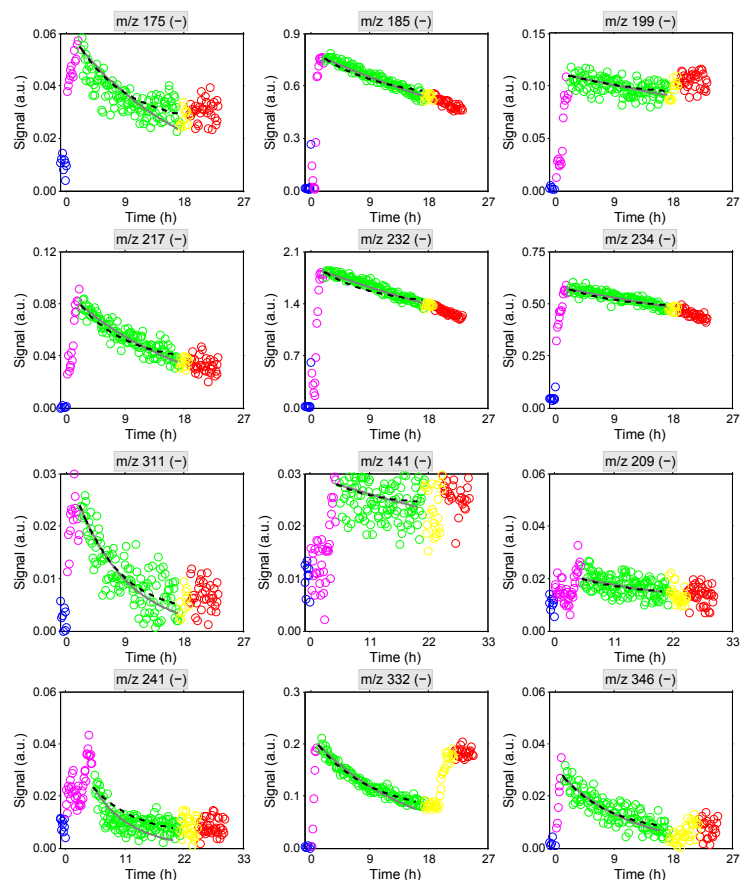 m/z 175 (−) m/z 185 (−) m/z 199 (−)
Signal (a.u.)
0.06
0.04
0.02
0.00
0 9 18 27
Time (h)
Signal (a.u.)
0.9
0.6
0.3
0.0
0 9 18 27
Time (h)
Signal (a.u.)
0.15
0.10
0.05
0.00
0 9 18 27
Time (h)
m/z 217 (−) m/z 232 (−) m/z 234 (−)
Signal (a.u.)
0.12
0.08
0.04
0.00
0 9 18 27
Time (h)
Signal (a.u.)
2.1
1.4
0.7
0.0
0 9 18 27
Time (h)
Signal (a.u.)
0.75
0.50
0.25
0.00
0 9 18 27
Time (h)
m/z 311 (−) m/z 141 (−) m/z 209 (−)
Signal (a.u.)
0.03
0.02
0.01
0.00
0 9 18 27
Time (h)
Signal (a.u.)
0.03
0.02
0.01
0.00
0 11 22 33
Time (h)
Signal (a.u.)
0.06
0.04
0.02
0.00
0 11 22 33
Time (h)
m/z 241 (−) m/z 332 (−) m/z 346 (−)
Signal (a.u.)
0.06
0.04
0.02
0.00
0 11 22 33
Time (h)
Signal (a.u.)
0.3
0.2
0.1
0.0
0 9 18 27
Time (h)
Signal (a.u.)
0.06
0.04
0.02
0.00
0 9 18 27
Time (h)